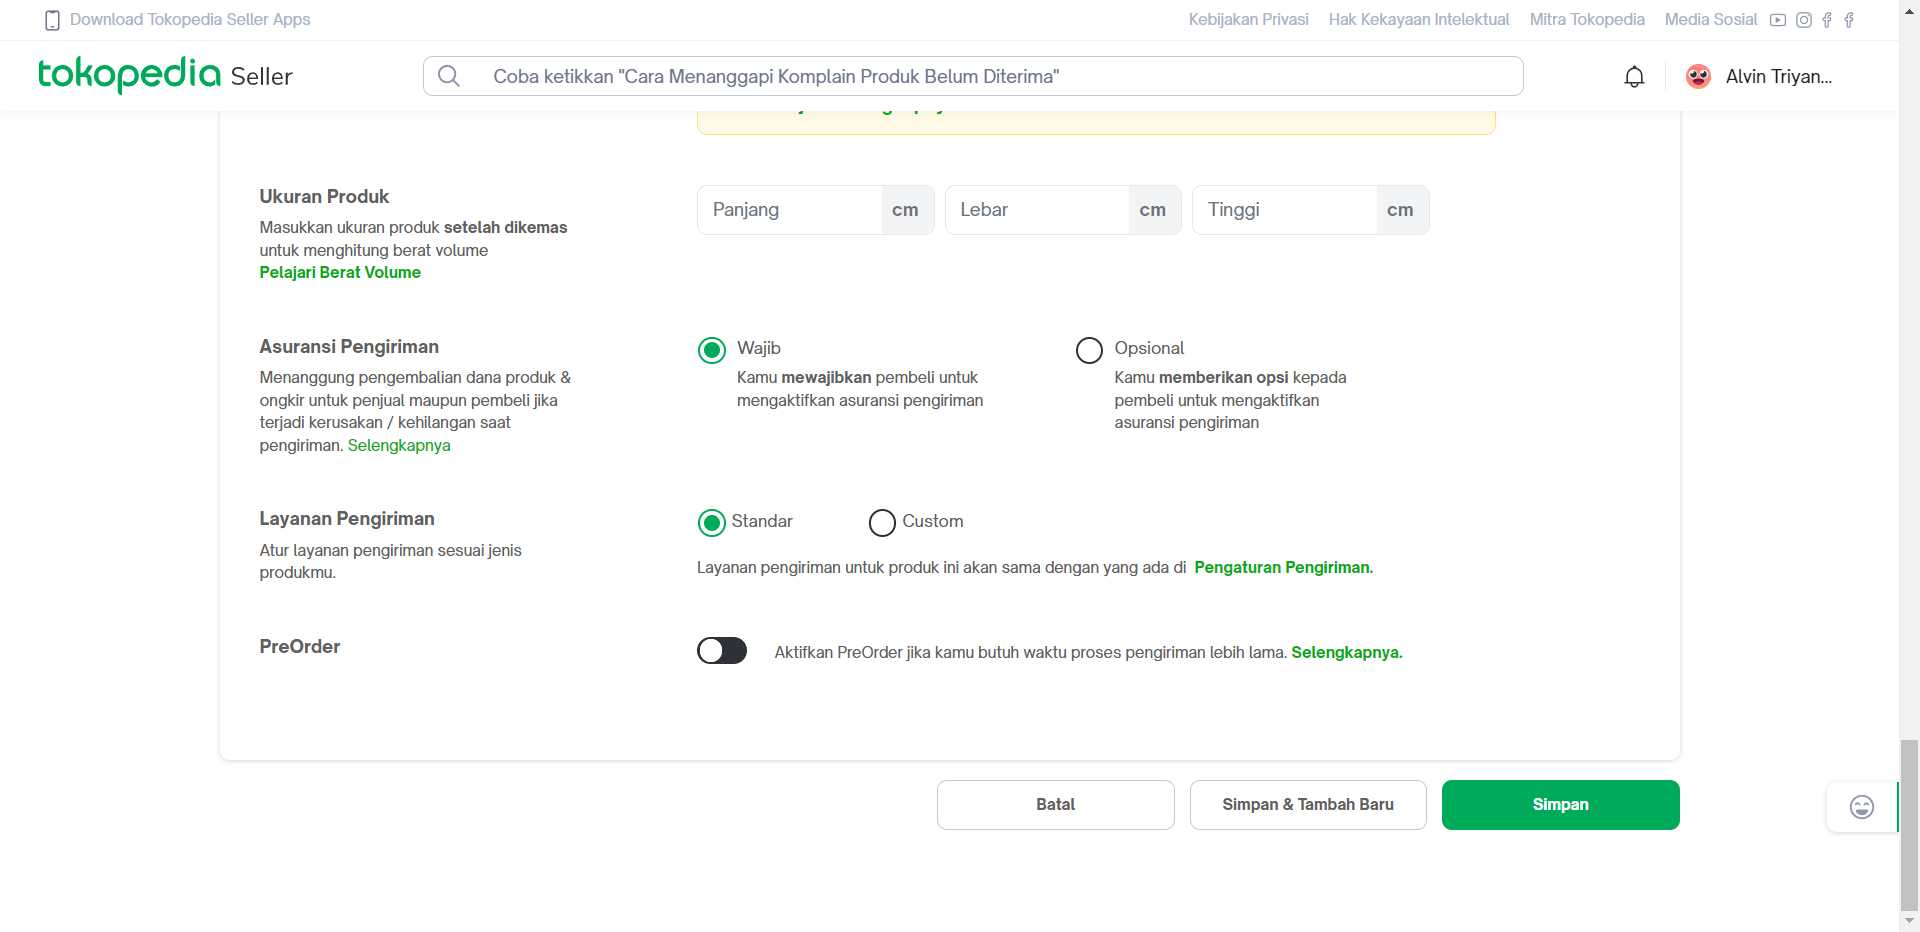 Download Tokopedia Seller Apps
Kebijakan Privasi Hak Kekayaan Intelektual Mitra Tokopedia Media Sosial
tokopedia Seller
Coba ketikkan "Cara Menanggapi Komplain Produk Belum Diterima"
Alvin Triyan...
Ukuran Produk
Masukkan ukuran produk setelah dikemas
untuk menghitung berat volume
Pelajari Berat Volume
Panjang cm Lebar cm Tinggi cm
Asuransi Pengiriman
Menanggung pengembalian dana produk &
ongkir untuk penjual maupun pembeli jika
terjadi kerusakan / kehilangan saat
pengiriman. Selengkapnya
Wajib
Kamu mewajibkan pembeli untuk
mengaktifkan asuransi pengiriman
Opsional
Kamu memberikan opsi kepada
pembeli untuk mengaktifkan
asuransi pengiriman
Layanan Pengiriman
Atur layanan pengiriman sesuai jenis
produkmu.
Standar Custom
Layanan pengiriman untuk produk ini akan sama dengan yang ada di Pengaturan Pengiriman.
PreOrder
Aktifkan PreOrder jika kamu butuh waktu proses pengiriman lebih lama. Selengkapnya.
Batal Simpan & Tambah Baru Simpan